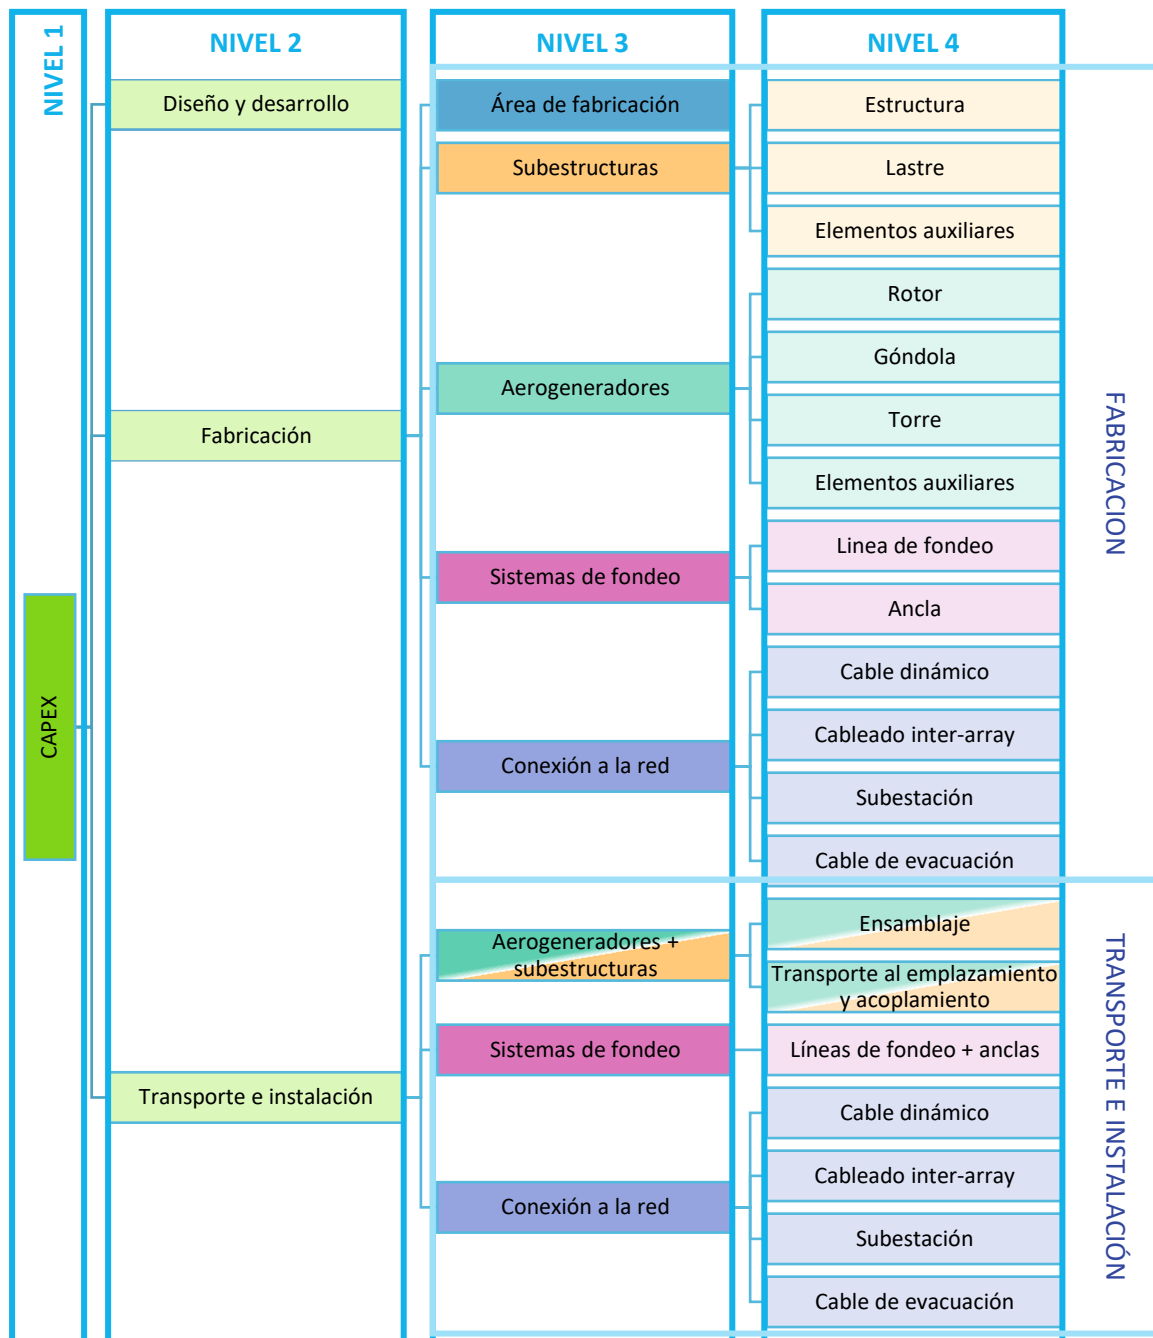 NIVEL 1
NIVEL 2
NIVEL 3
NIVEL 4
CAPEX
Diseño y desarrollo
Fabricación
Transporte e instalación
Área de fabricación
Subestructuras
Aerogeneradores
Sistemas de fondeo
Conexión a la red
Aerogeneradores +
subestructuras
Sistemas de fondeo
Conexión a la red
Estructura
Lastre
Elementos auxiliares
Rotor
Góndola
Torre
Elementos auxiliares
Linea de fondeo
Ancla
Cable dinámico
Cableado inter-array
Subestación
Cable de evacuación
Ensamblaje
Transporte al emplazamiento
y acoplamiento
Líneas de fondeo + anclas
Cable dinámico
Cableado inter-array
Subestación
Cable de evacuación
FABRICACION
TRANSPORTE E INSTALACIÓN